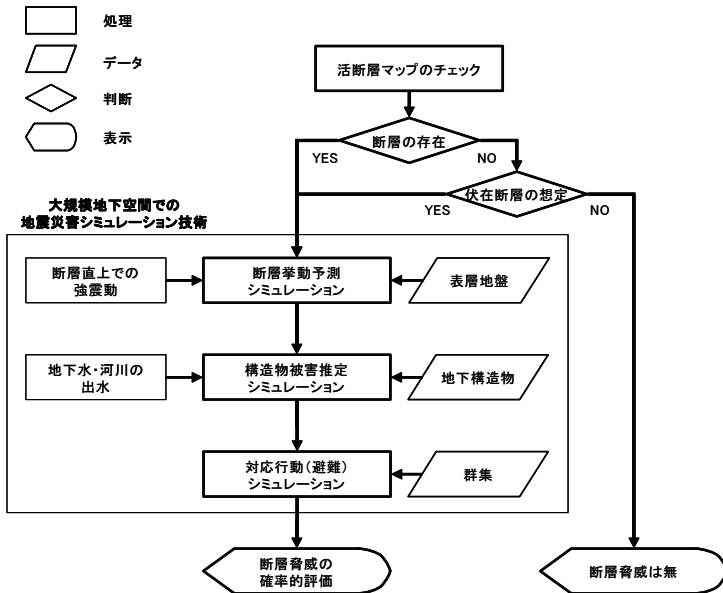 処理
データ
判断
表示
活断層マップのチェック
断層の存在
YES
NO
伏在断層の想定
YES
NO
大規模地下空間での
地震災害シミュレーション技術
断層直上での
強震動
断層挙動予測
シミュレーション
表層地盤
地下水・河川の
出水
構造物被害推定
シミュレーション
地下構造物
対応行動（避難）
シミュレーション
群集
断層脅威の
確率的評価
断層脅威は無